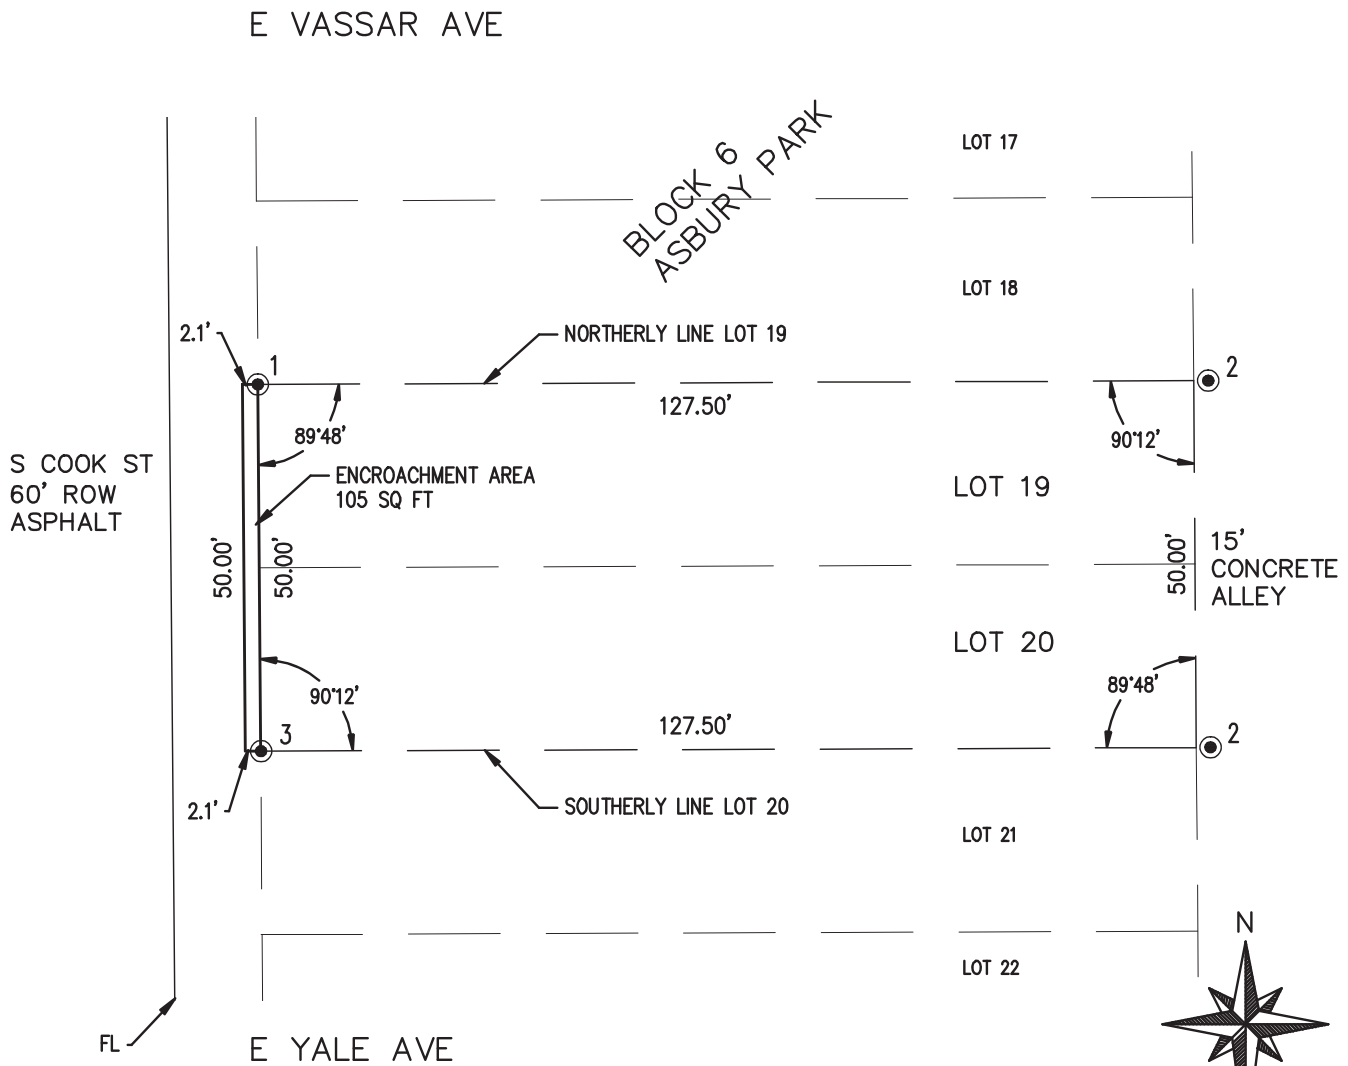 E VASSAR AVE
LOT 17
BLOCK 6
ASBURY PARK
LOT 18
2.1'
NORTHERLY LINE LOT 19
1
2
127.50'
89°48'
90°12'
S COOK ST
60' ROW
ASPHALT
ENCROACHMENT AREA
105 SQ FT
LOT 19
50.00'
50.00'
50.00'
15'
CONCRETE
ALLEY
LOT 20
90°12'
89°48'
3
127.50'
2
2.1'
SOUTHERLY LINE LOT 20
LOT 21
N
LOT 22
FL
E YALE AVE